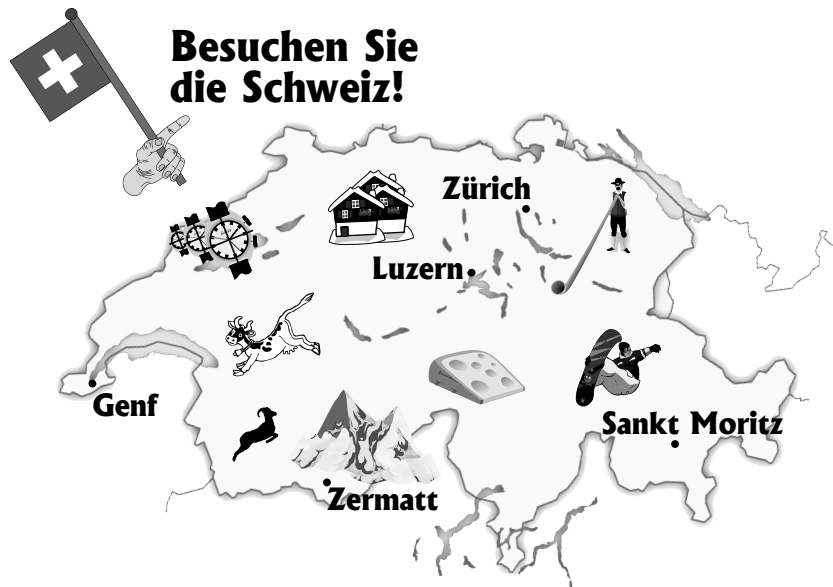 Besuchen Sie
die Schweiz!
Zürich
Luzern
Genf
Sankt Moritz
Zermatt